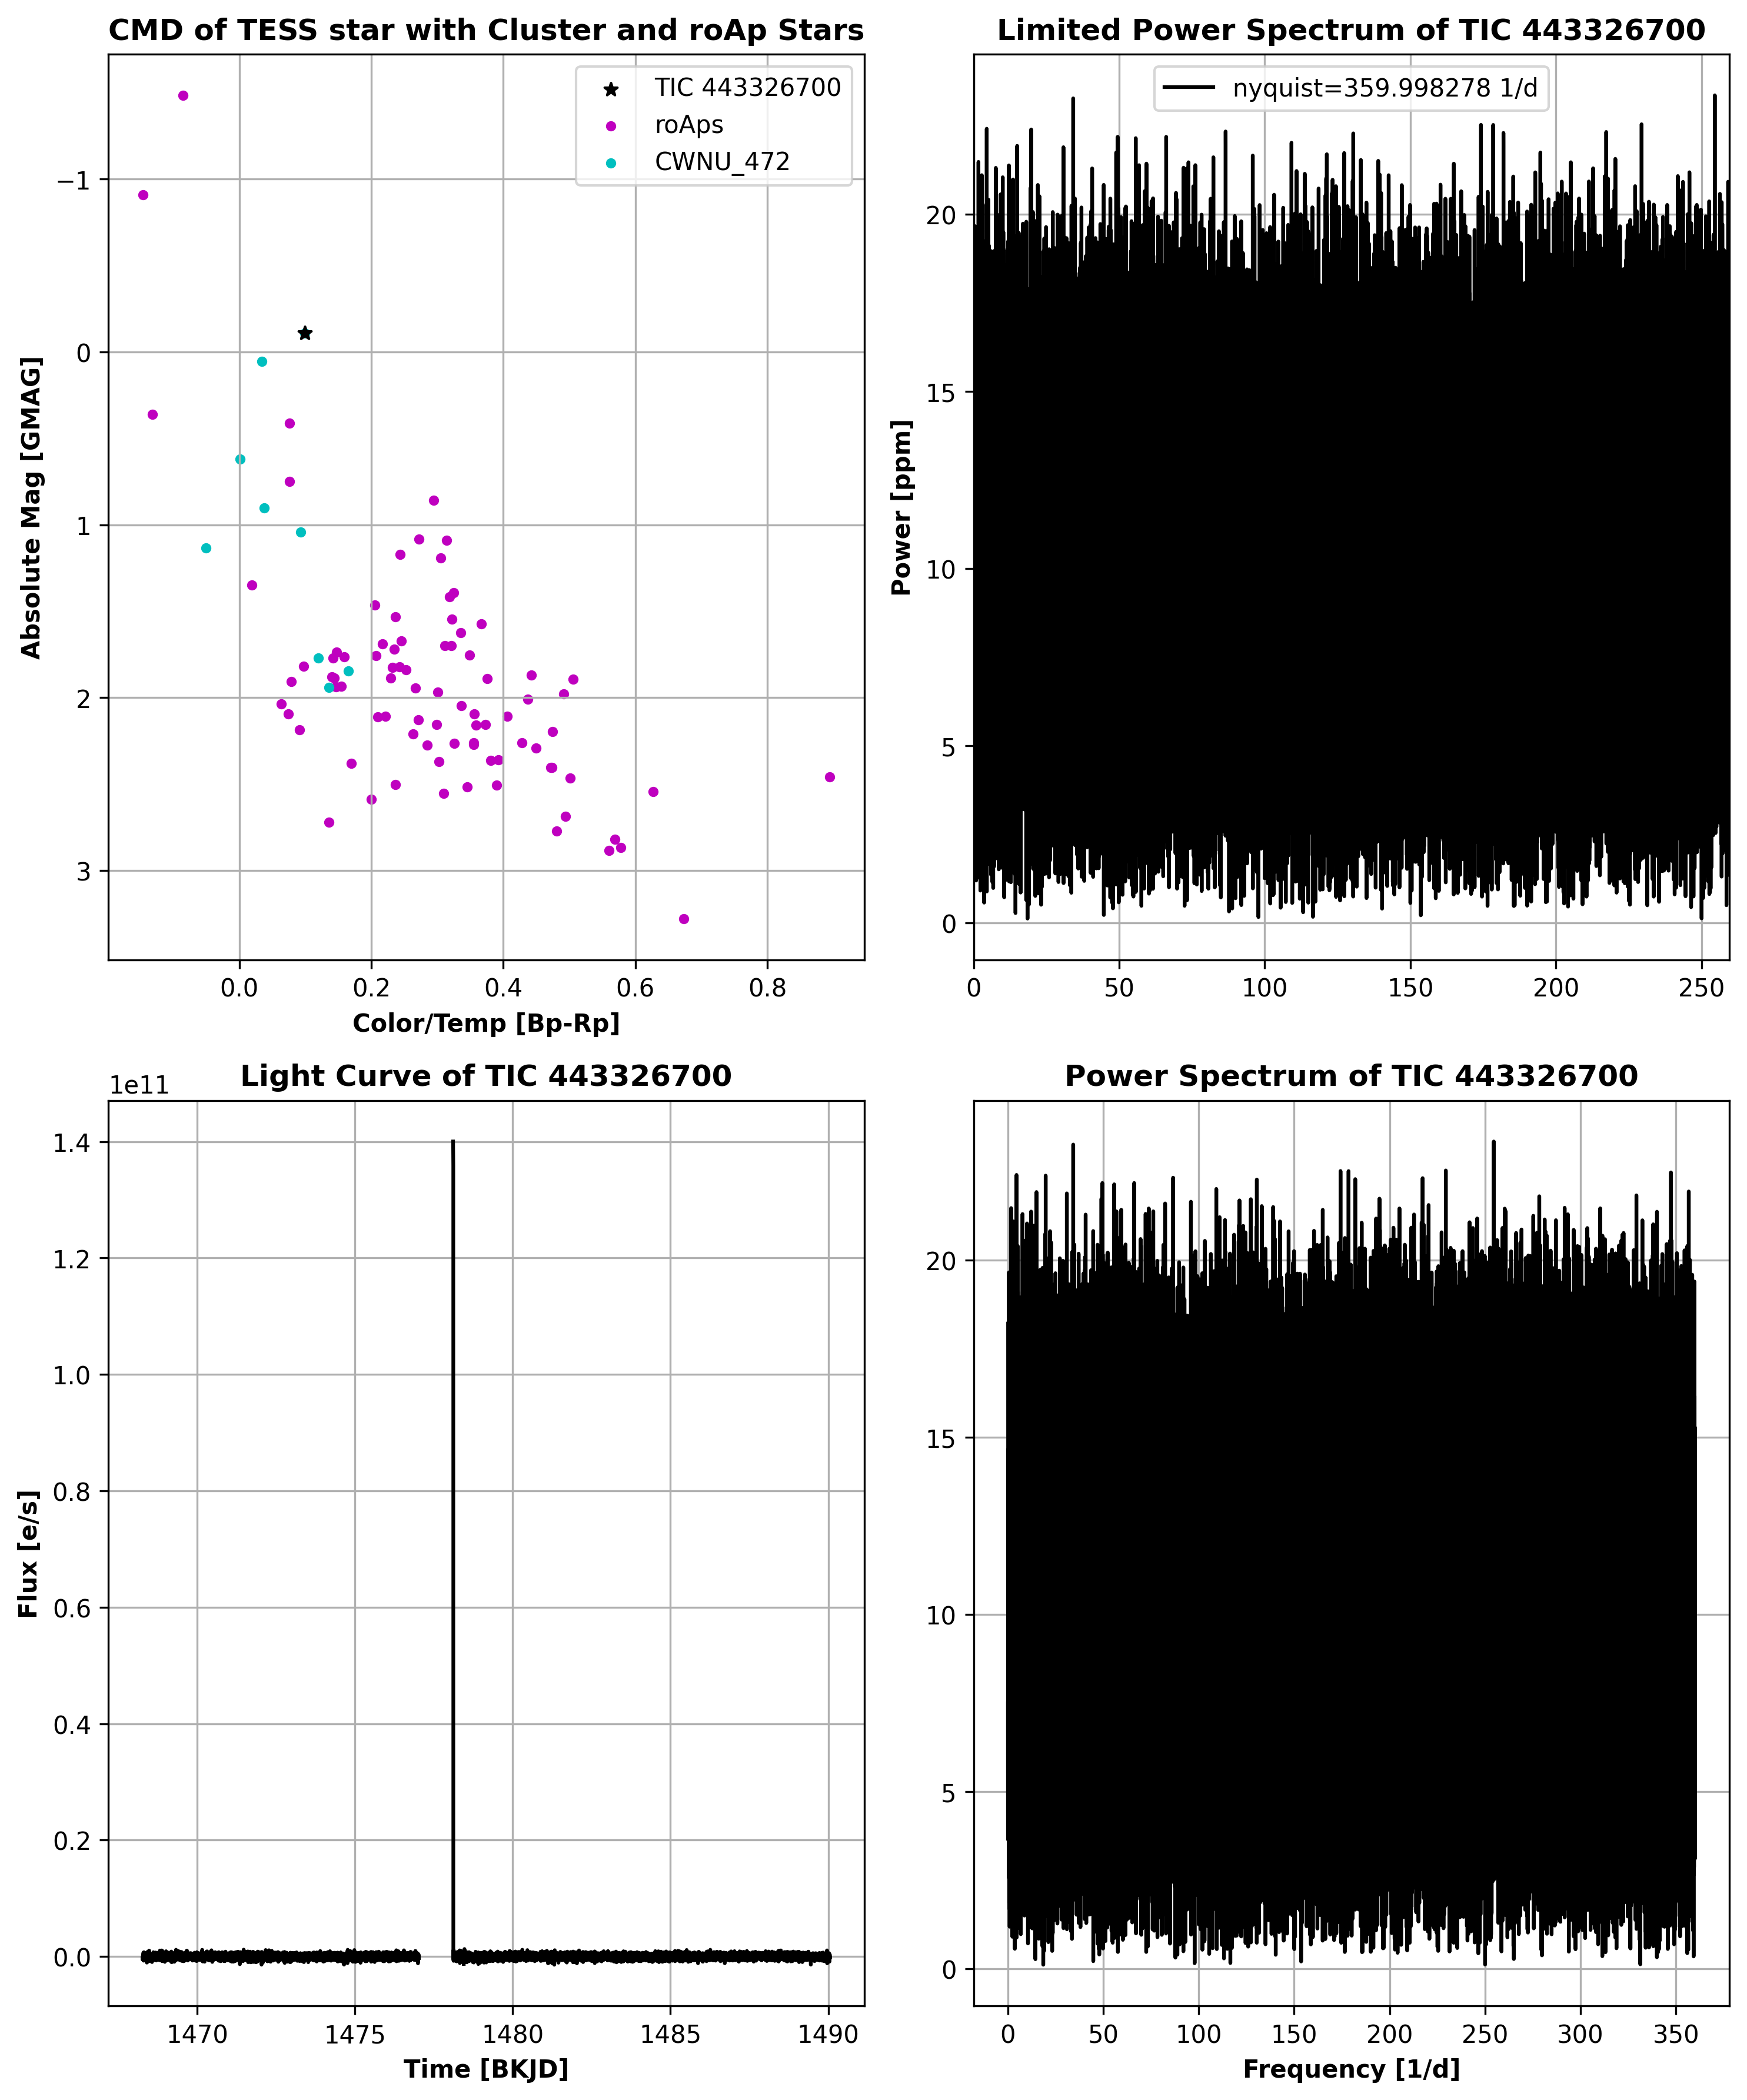 CMD of TESS star with Cluster and roAp Stars
TIC 443326700
roAps
CWNU_472
−1
0
1
2
3
Absolute Mag [GMAG]
0.0 0.2 0.4 0.6 0.8
Color/Temp [Bp-Rp]
Limited Power Spectrum of TIC 443326700
nyquist=359.998278 1/d
20
15
10
5
0
Power [ppm]
0 50 100 150 200 250
Light Curve of TIC 443326700
1e11
1.4
1.2
1.0
0.8
0.6
0.4
0.2
0.0
Flux [e/s]
1470 1475 1480 1485 1490
Time [BKJD]
Power Spectrum of TIC 443326700
20
15
10
5
0
0 50 100 150 200 250 300 350
Frequency [1/d]